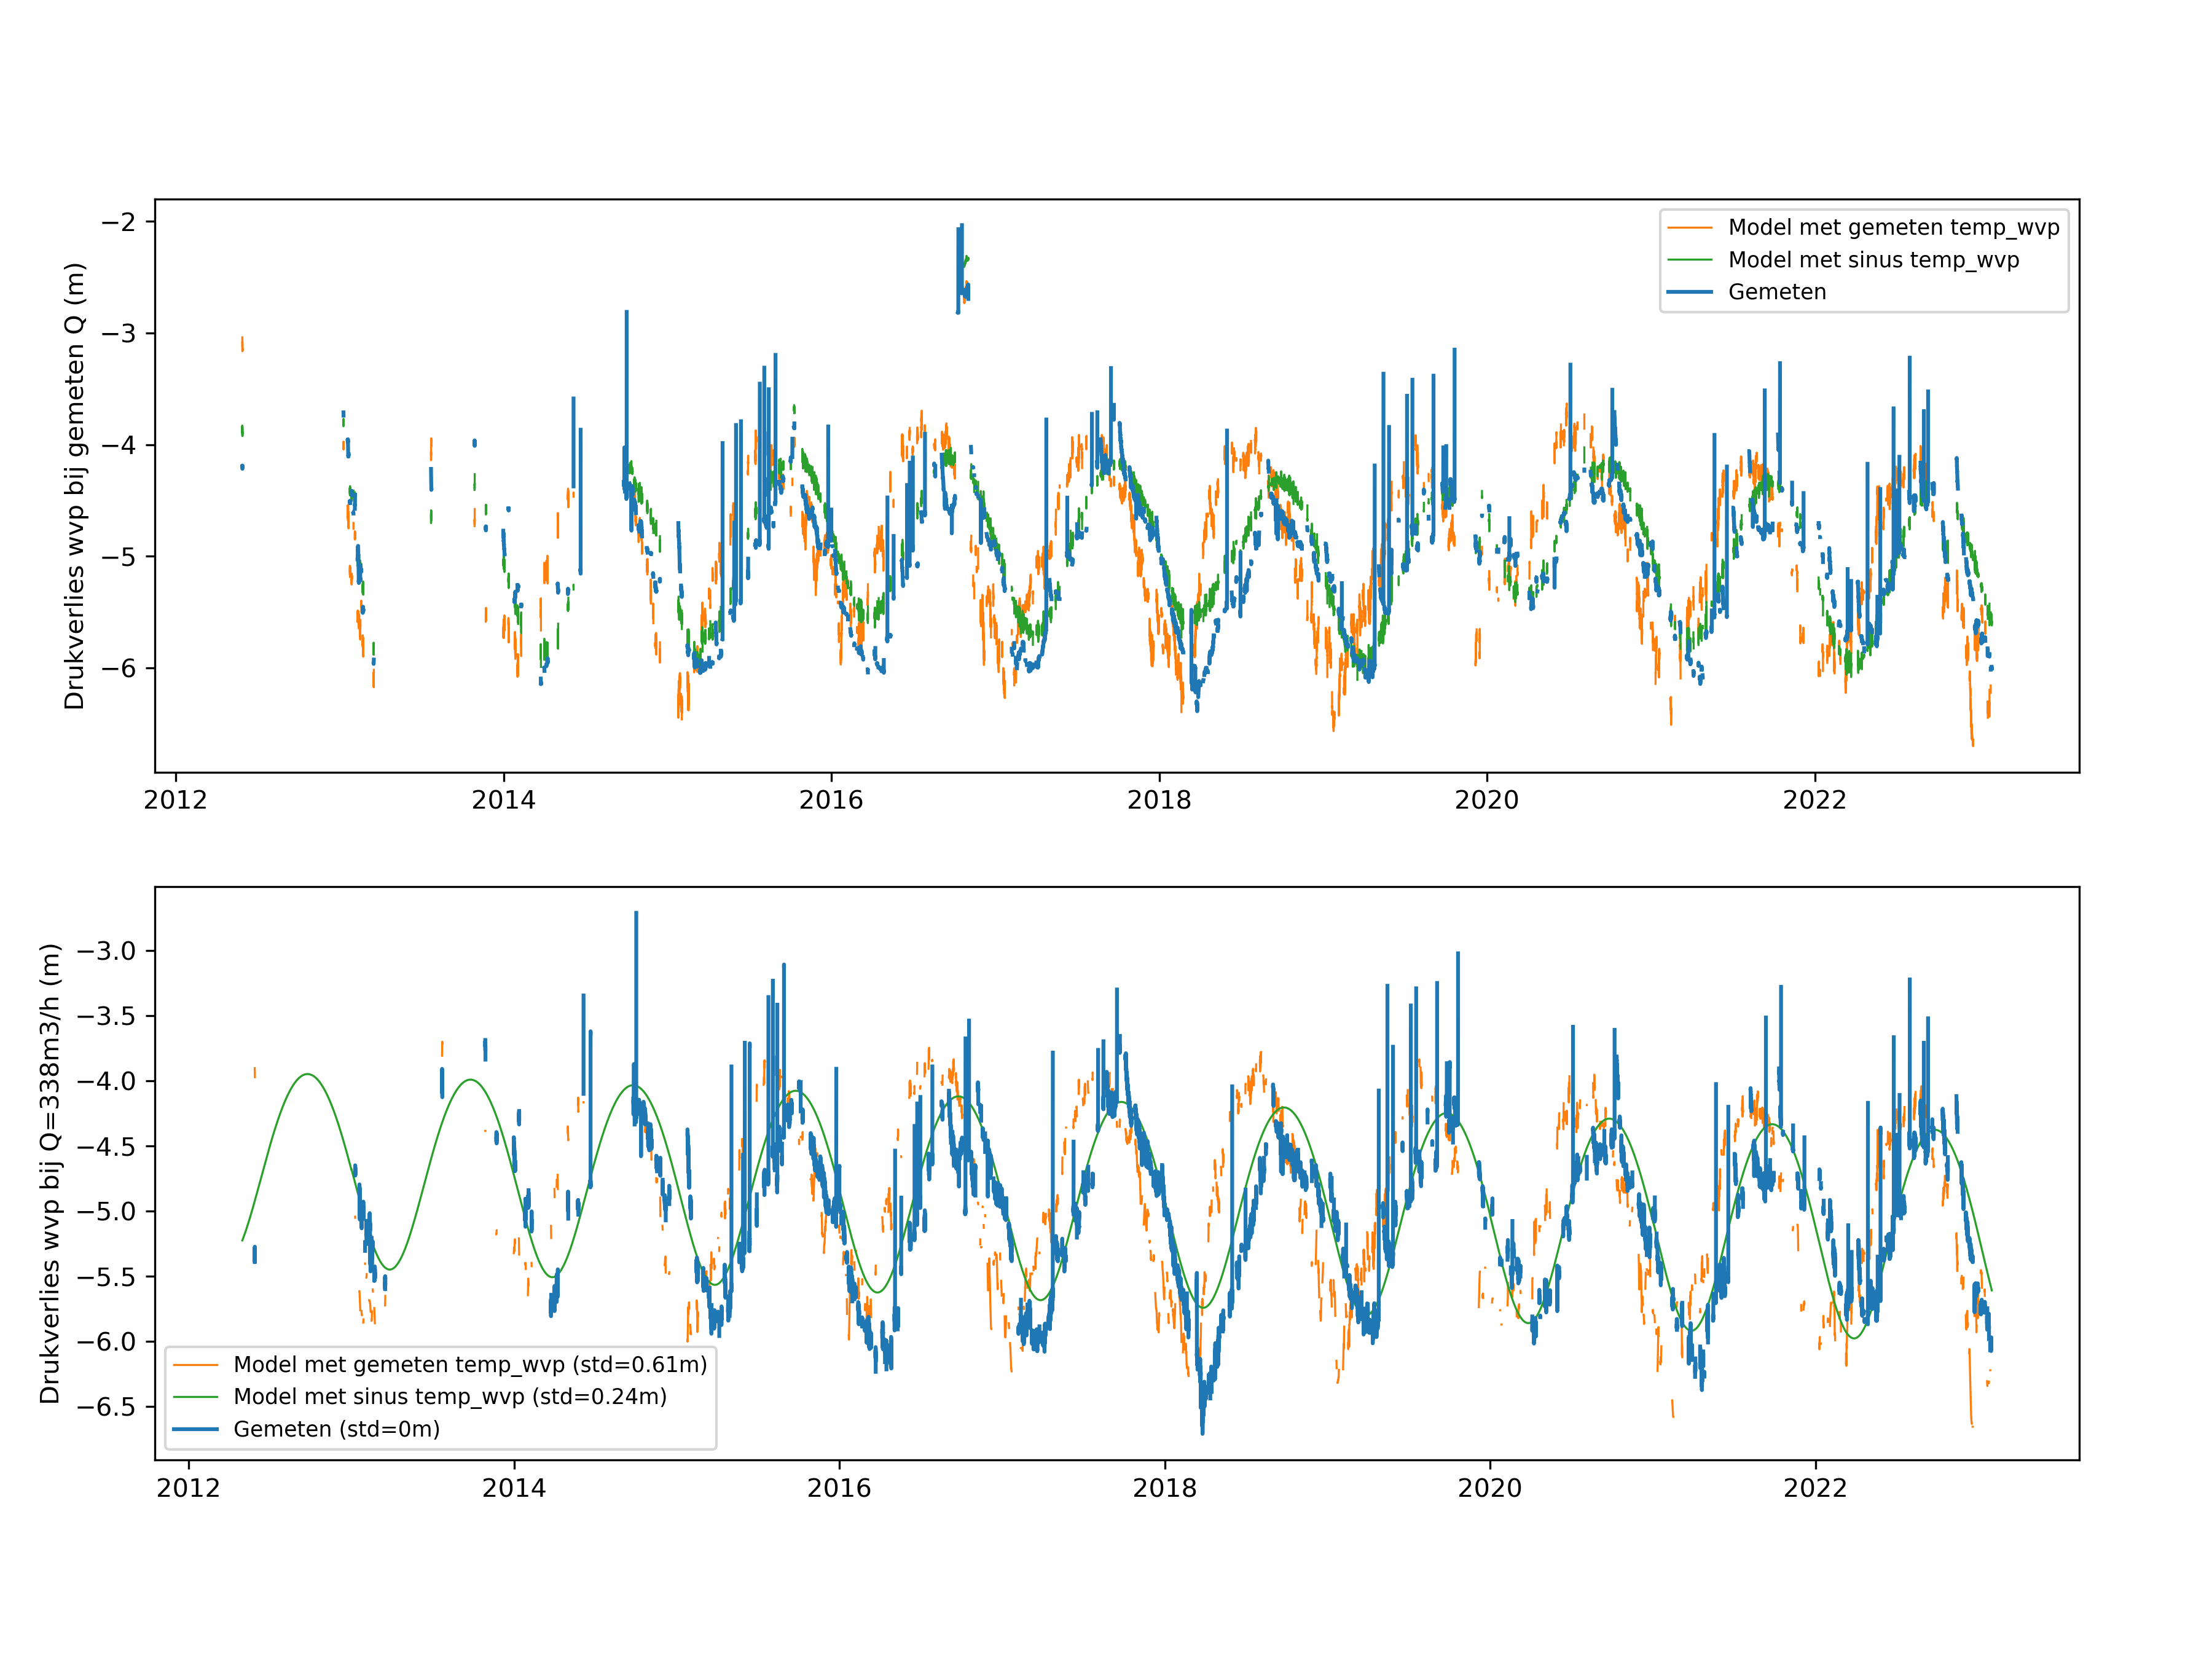 Drukverlies wvp bij gemeten Q (m)
−2
−3
−4
−5
−6
Model met gemeten temp_wvp
Model met sinus temp_wvp
Gemeten
2012 2014 2016 2018 2020 2022
Drukverlies wvp bij Q=338m3/h (m)
−3.0
−3.5
−4.0
−4.5
−5.0
−5.5
−6.0
−6.5
Model met gemeten temp_wvp (std=0.61m)
Model met sinus temp_wvp (std=0.24m)
Gemeten (std=0m)
2012 2014 2016 2018 2020 2022